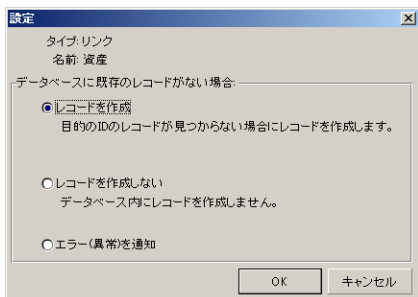 設定
タイプ:リンク
名前:資産
データベースに既存のレコードがない場合:
レコードを作成
目的のIDのレコードが見つからない場合にレコードを作成します。
レコードを作成しない
データベース内にレコードを作成しません。
エラー(異常)を通知
OK キャンセル